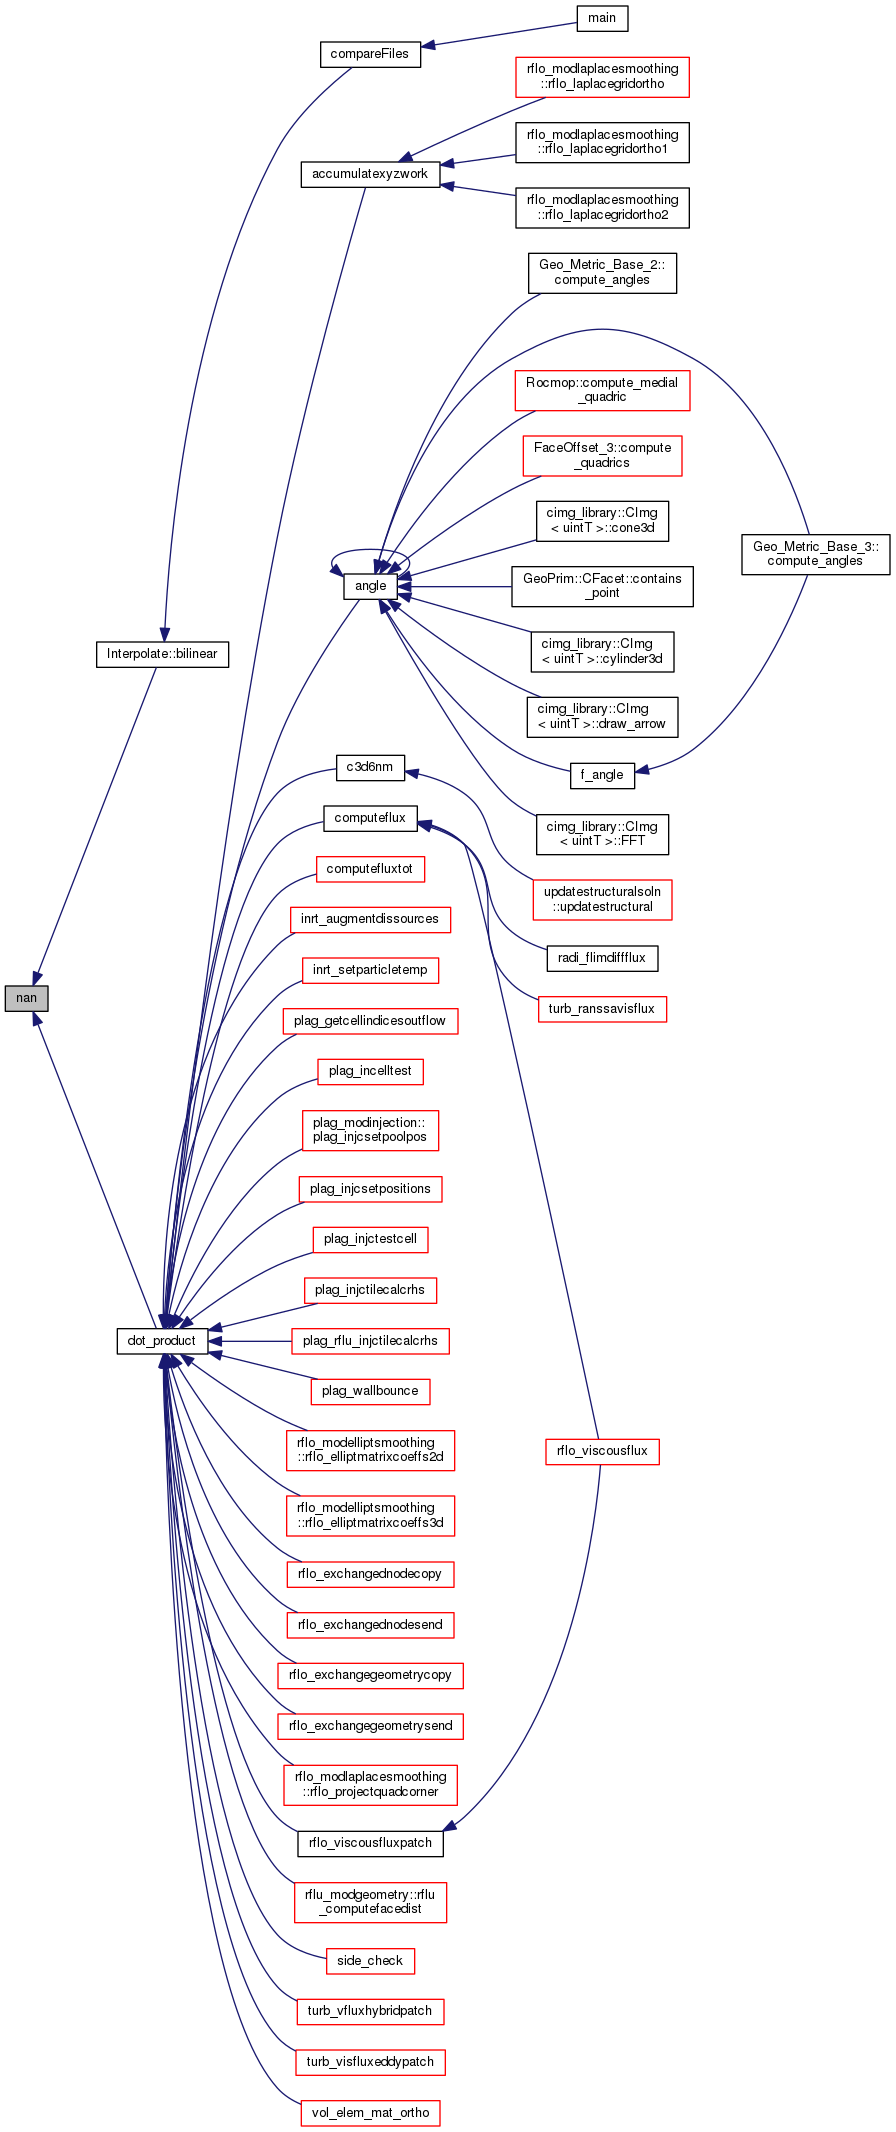 main
compareFiles
rflo_modlaplacesmoothing
::rflo_laplacegridortho
rflo_modlaplacesmoothing
::rflo_laplacegridortho1
accumulatexyzwork
rflo_modlaplacesmoothing
::rflo_laplacegridortho2
Geo_Metric_Base_2::
compute_angles
Rocmop::compute_medial
_quadric
FaceOffset_3::compute
_quadrics
cimg_library::CImg
< uintT >::cone3d
Geo_Metric_Base_3::
compute_angles
angle
GeoPrim::CFacet::contains
_point
cimg_library::CImg
< uintT >::cylinder3d
Interpolate::bilinear
cimg_library::CImg
< uintT >::draw_arrow
c3d6nm
f_angle
computeflux
cimg_library::CImg
< uintT >::FFT
computefluxtot
updatestructuralsoln
::updatestructural
inrt_augmentdissources
radi_flimdiffflux
inrt_setparticletemp
nan
turb_ranssavisflux
plag_getcellindicesoutflow
plag_incelltest
plag_modinjection::
plag_injcsetpoolpos
plag_injcsetpositions
plag_injctestcell
plag_injctilecalcrhs
dot_product
plag_rflu_injctilecalcrhs
plag_wallbounce
rflo_modelliptsmoothing
::rflo_elliptmatrixcoeffs2d
rflo_viscousflux
rflo_modelliptsmoothing
::rflo_elliptmatrixcoeffs3d
rflo_exchangednodecopy
rflo_exchangednodesend
rflo_exchangegeometrycopy
rflo_exchangegeometrysend
rflo_modlaplacesmoothing
::rflo_projectquadcorner
rflo_viscousfluxpatch
rflu_modgeometry::rflu
_computefacedist
side_check
turb_vfluxhybridpatch
turb_visfluxeddypatch
vol_elem_mat_ortho